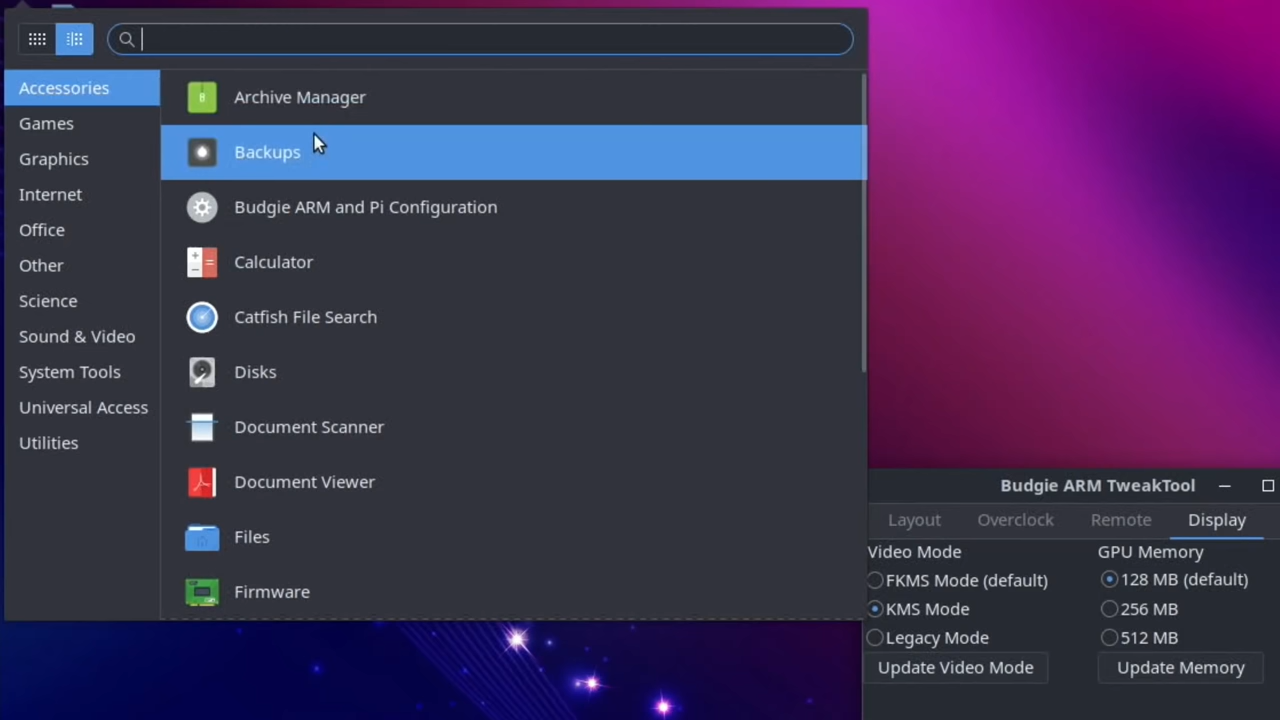 Accessories
Games
Graphics
Internet
Office
Other
Science
Sound & Video
System Tools
Universal Access
Utilities
Archive Manager
Backups
Budgie ARM and Pi Configuration
Calculator
Catfish File Search
Disks
Document Scanner
Document Viewer
Files
Firmware
Budgie ARM TweakTool
Layout Overclock Remote Display
Video Mode GPU Memory
FKMS Mode (default) 128 MB (default)
KMS Mode 256 MB
Legacy Mode 512 MB
Update Video Mode Update Memory